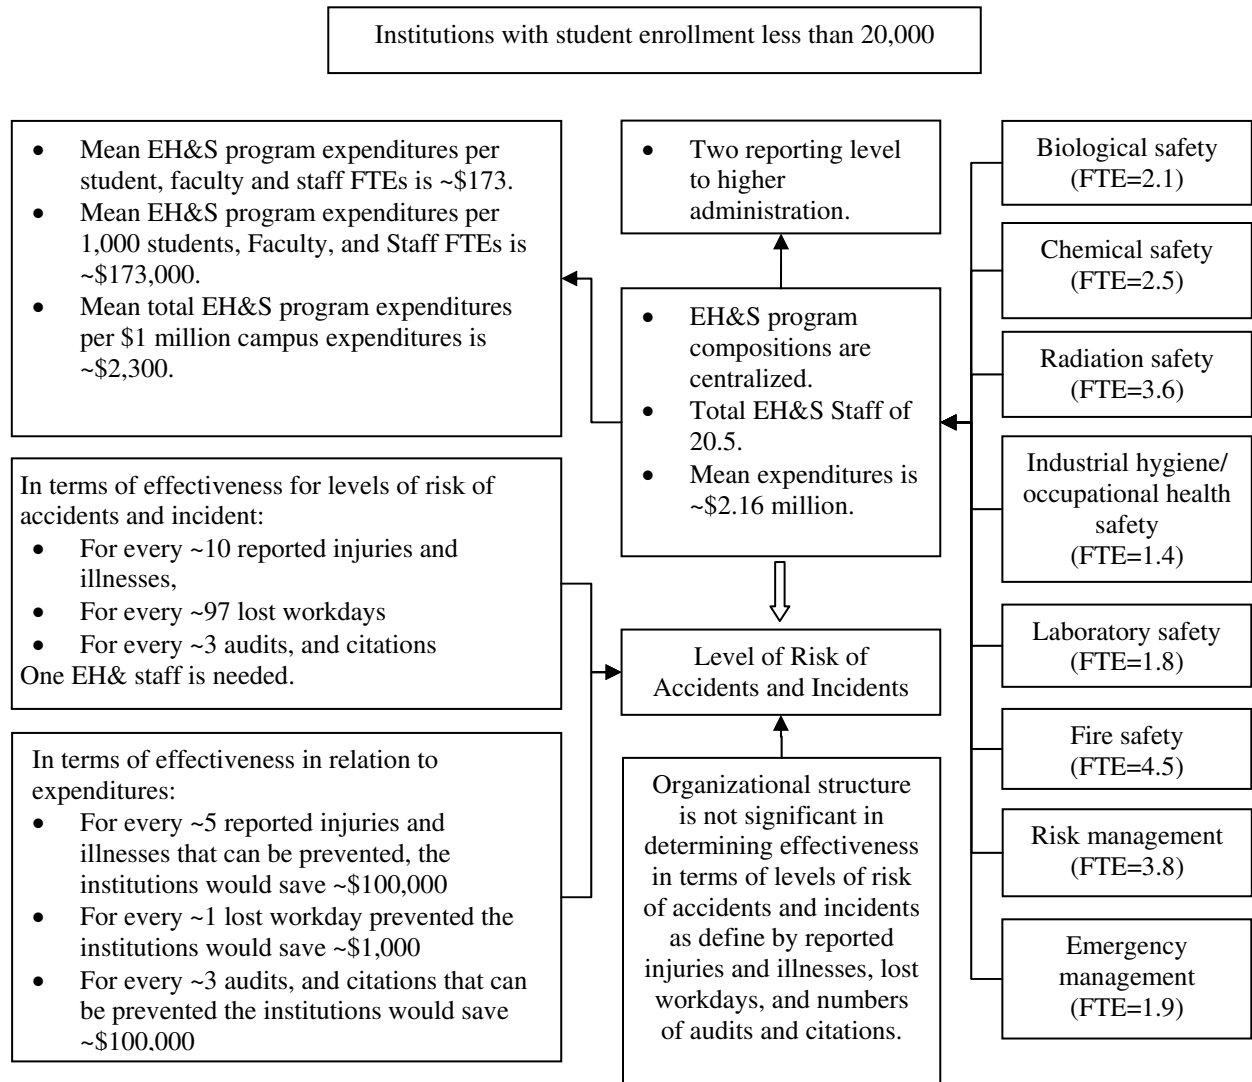 Institutions with student enrollment less than 20,000
• Mean EH&S program expenditures per
student, faculty and staff FTEs is ~$173.
• Mean EH&S program expenditures per
1,000 students, Faculty, and Staff FTEs is
~$173,000.
• Mean total EH&S program expenditures
per $1 million campus expenditures is
~$2,300.
In terms of effectiveness for levels of risk of
accidents and incident:
• For every ~10 reported injuries and
illnesses,
• For every ~97 lost workdays
• For every ~3 audits, and citations
One EH& staff is needed.
In terms of effectiveness in relation to
expenditures:
• For every ~5 reported injuries and
illnesses that can be prevented, the
institutions would save ~$100,000
• For every ~1 lost workday prevented the
institutions would save ~$1,000
• For every ~3 audits, and citations that can
be prevented the institutions would save
~$100,000
• Two reporting level
to higher
administration.
• EH&S program
compositions are
centralized.
• Total EH&S Staff of
20.5.
• Mean expenditures is
~$2.16 million.
Level of Risk of
Accidents and Incidents
Organizational structure
is not significant in
determining effectiveness
in terms of levels of risk
of accidents and incidents
as define by reported
injuries and illnesses, lost
workdays, and numbers
of audits and citations.
Biological safety
(FTE=2.1)
Chemical safety
(FTE=2.5)
Radiation safety
(FTE=3.6)
Industrial hygiene/
occupational health
safety
(FTE=1.4)
Laboratory safety
(FTE=1.8)
Fire safety
(FTE=4.5)
Risk management
(FTE=3.8)
Emergency
management
(FTE=1.9)